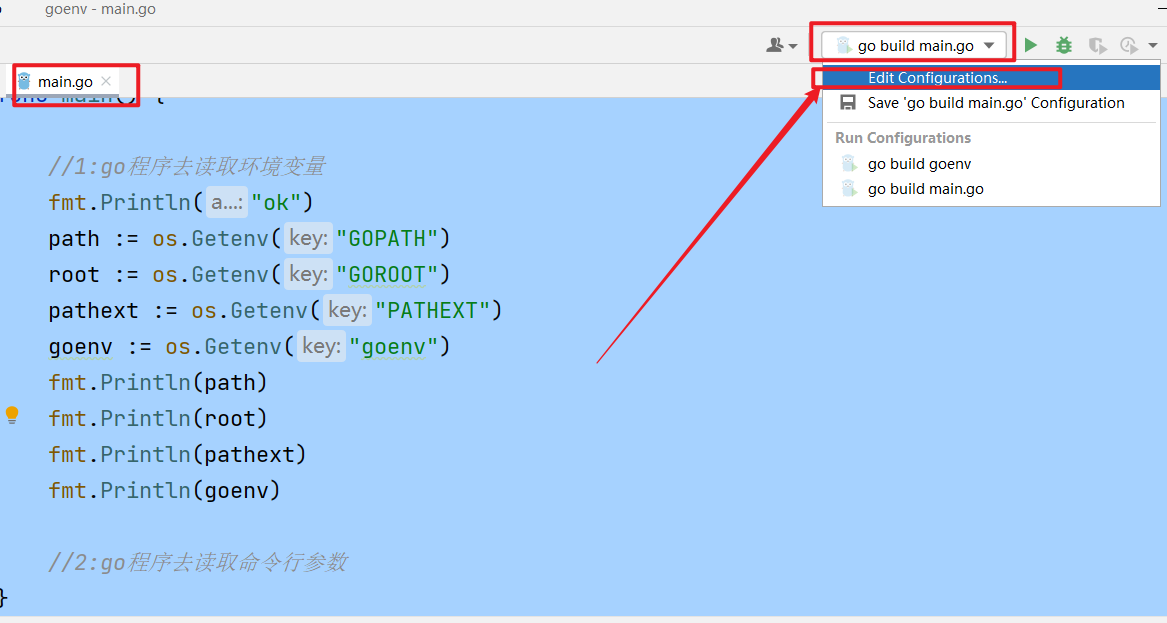 goenv - main.go
go build main.go
main.go
Edit Configurations...
Save 'go build main.go' Configuration
Run Configurations
go build goenv
go build main.go
func main() {
//1:go程序去读取环境变量
fmt.Println( a...: "ok")
path := os.Getenv( key: "GOPATH")
root := os.Getenv( key: "GOROOT")
pathext := os.Getenv( key: "PATHEXT")
goenv := os.Getenv( key: "goenv")
fmt.Println(path)
fmt.Println(root)
fmt.Println(pathext)
fmt.Println(goenv)
//2:go程序去读取命令行参数
}